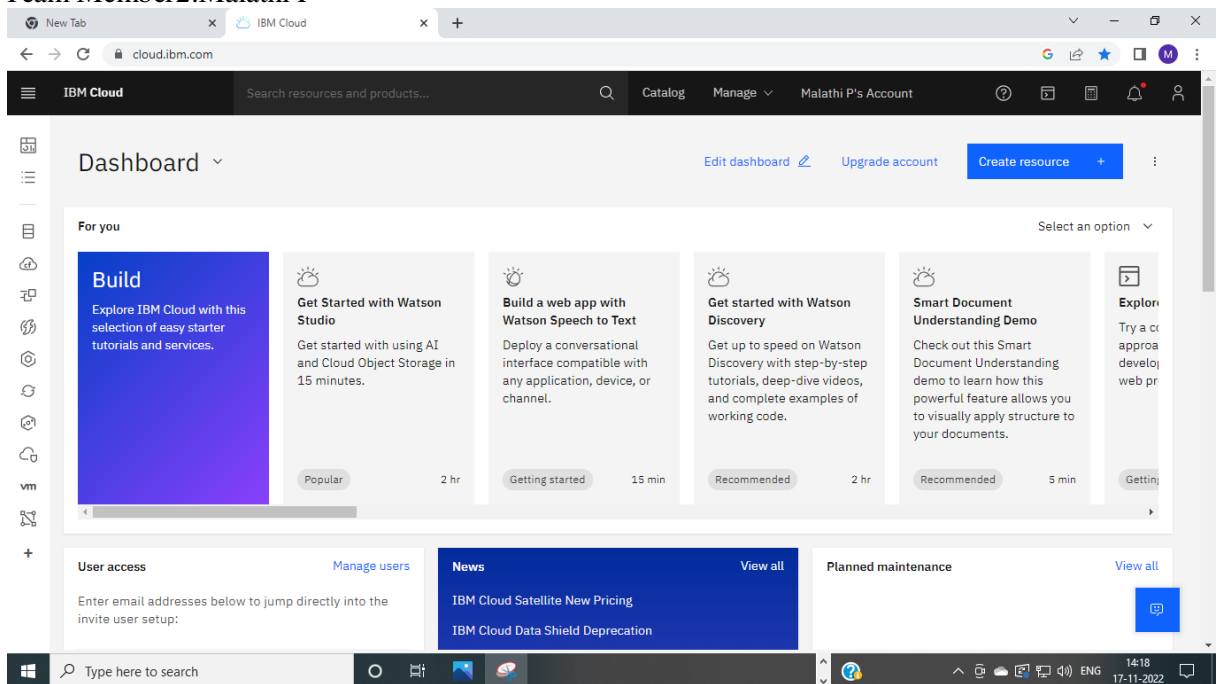 Team Member2:Malathi P
New Tab
IBM Cloud
cloud.ibm.com
G
M
IBM Cloud
Search resources and products...
Catalog
Manage
Malathi P's Account
Dashboard
Edit dashboard
Upgrade account
Create resource +
For you
Select an option
Build
Explore IBM Cloud with this
selection of easy starter
tutorials and services.
Get Started with Watson
Studio
Get started with using AI
and Cloud Object Storage in
15 minutes.
Popular
2 hr
Build a web app with
Watson Speech to Text
Deploy a conversational
interface compatible with
any application, device, or
channel.
Getting started
15 min
Get started with Watson
Discovery
Get up to speed on Watson
Discovery with step-by-step
tutorials, deep-dive videos,
and complete examples of
working code.
Recommended
2 hr
Smart Document
Understanding Demo
Check out this Smart
Document Understanding
demo to learn how this
powerful feature allows you
to visually apply structure to
your documents.
Recommended
5 min
Explor
Try a co
approa
develop
web pr
Getting
cf
vm
User access
Manage users
Enter email addresses below to jump directly into the
invite user setup:
News
View all
IBM Cloud Satellite New Pricing
IBM Cloud Data Shield Deprecation
Planned maintenance
View all
Type here to search
ENG
14:18
17-11-2022